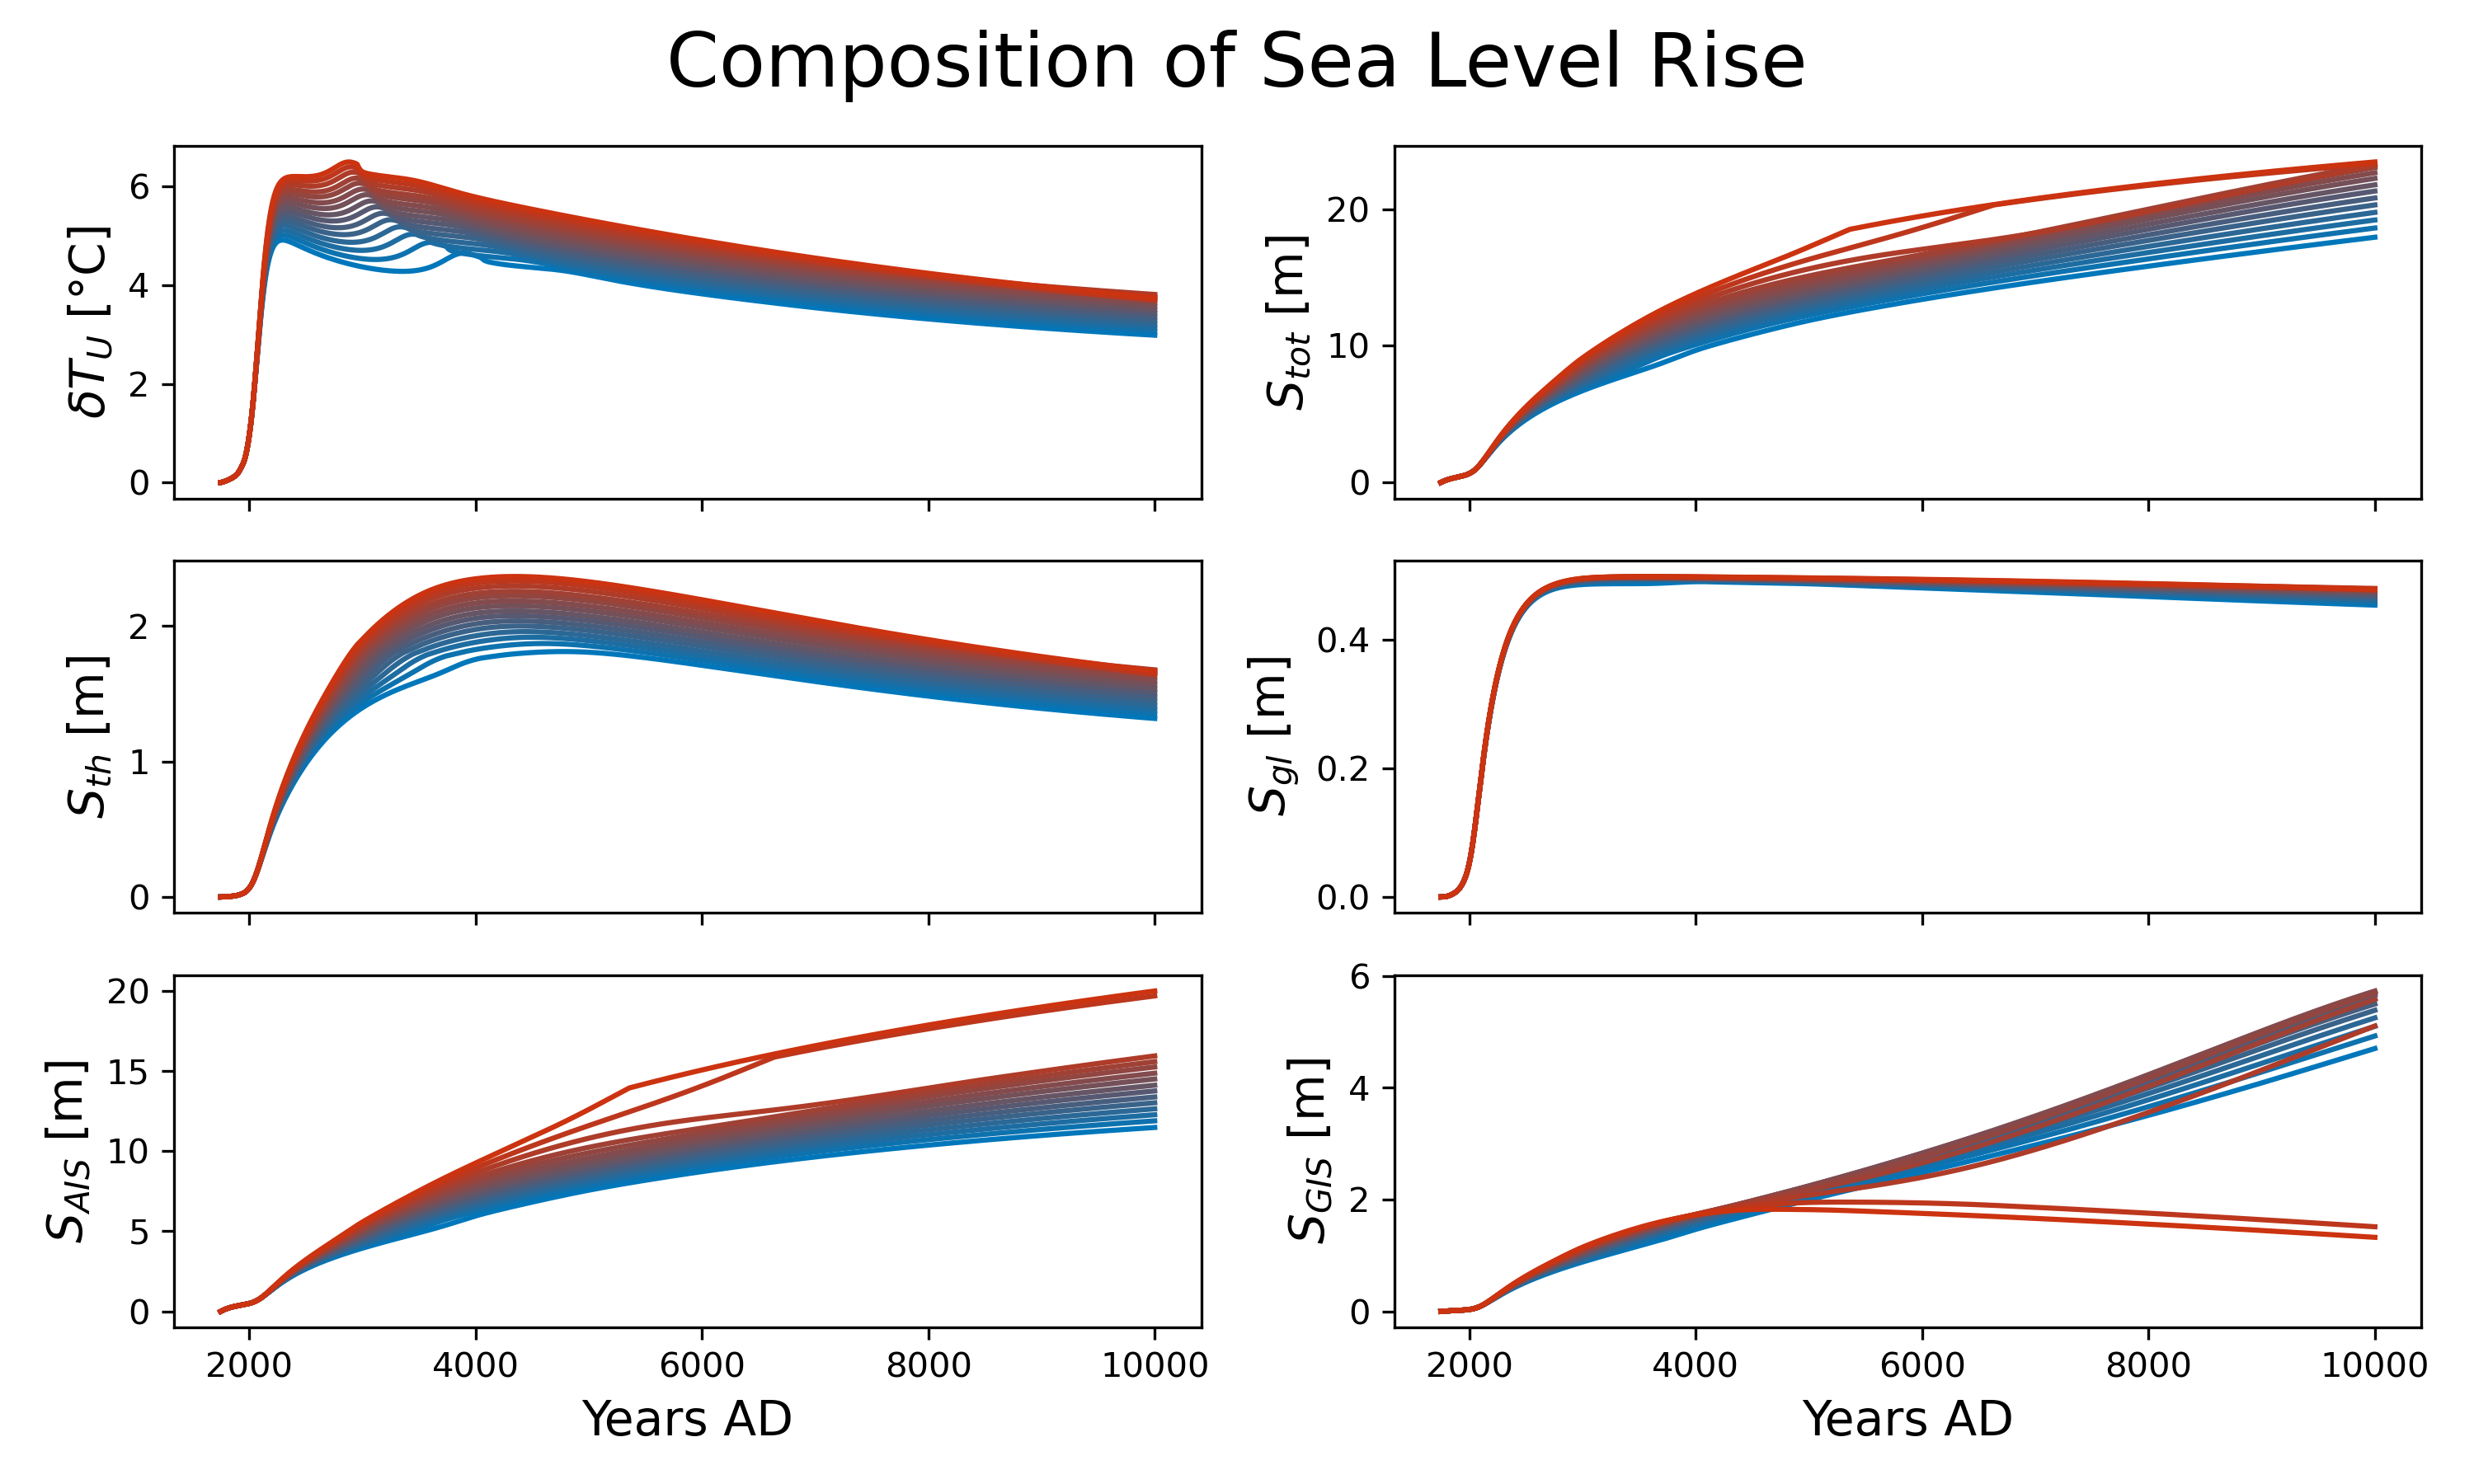 Composition of Sea Level Rise
δT_U [°C]
6
4
2
0
S_tot [m]
20
10
0
S_th [m]
2
1
0
S_gl [m]
0.4
0.2
0.0
S_AIS [m]
20
15
10
5
0
2000 4000 6000 8000 10000
Years AD
S_GIS [m]
6
4
2
0
2000 4000 6000 8000 10000
Years AD